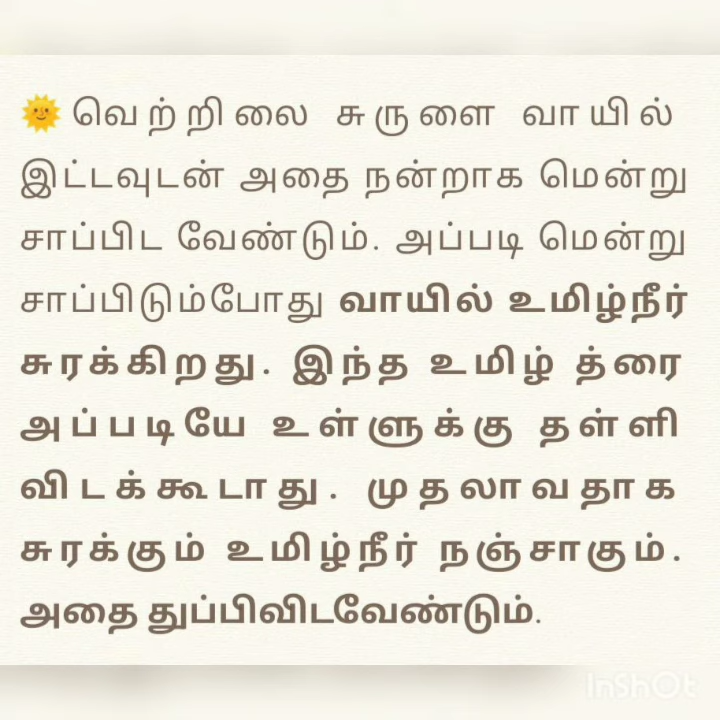 🌞 வெற்றிலை சுருளை வாயில்
இட்டவுடன் அதை நன்றாக மென்று
சாப்பிட வேண்டும். அப்படி மென்று
சாப்பிடும்போது வாயில் உமிழ்நீர்
சுரக்கிறது. இந்த உமிழ் த்ரை
அப்படியே உள்ளுக்கு தள்ளி
விடக்கூடாது. முதலாவதாக
சுரக்கும் உமிழ்நீர் நஞ்சாகும்.
அதை துப்பிவிடவேண்டும்.
InShOt